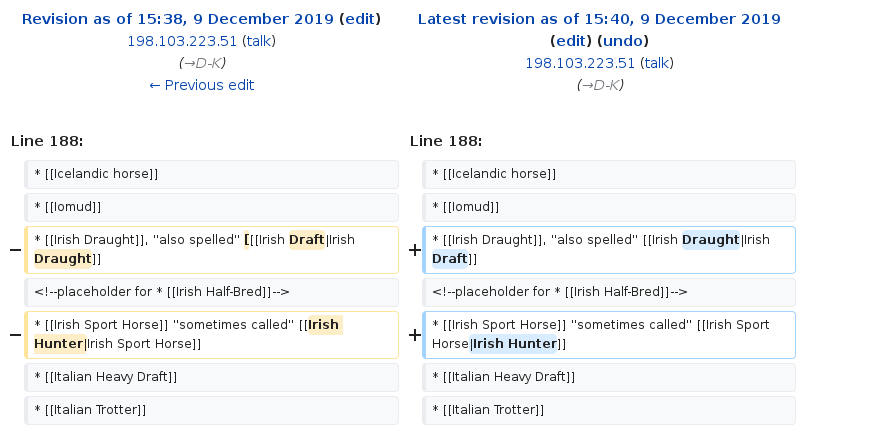 Revision as of 15:38, 9 December 2019 (edit)
198.103.223.51 (talk)
(→D-K)
← Previous edit
Latest revision as of 15:40, 9 December 2019
(edit) (undo)
198.103.223.51 (talk)
(→D-K)
Line 188:
* [[Icelandic horse]]
* [[Iomud]]
− * [[Irish Draught]], ''also spelled'' [[[Irish Draft|Irish
Draught]]
<!--placeholder for * [[Irish Half-Bred]]-->
− * [[Irish Sport Horse]] ''sometimes called'' [[Irish
Hunter|Irish Sport Horse]]
* [[Italian Heavy Draft]]
* [[Italian Trotter]]
Line 188:
* [[Icelandic horse]]
* [[Iomud]]
+ * [[Irish Draught]], ''also spelled'' [[Irish Draught|Irish
Draft]]
<!--placeholder for * [[Irish Half-Bred]]-->
+ * [[Irish Sport Horse]] ''sometimes called'' [[Irish Sport
Horse|Irish Hunter]]
* [[Italian Heavy Draft]]
* [[Italian Trotter]]